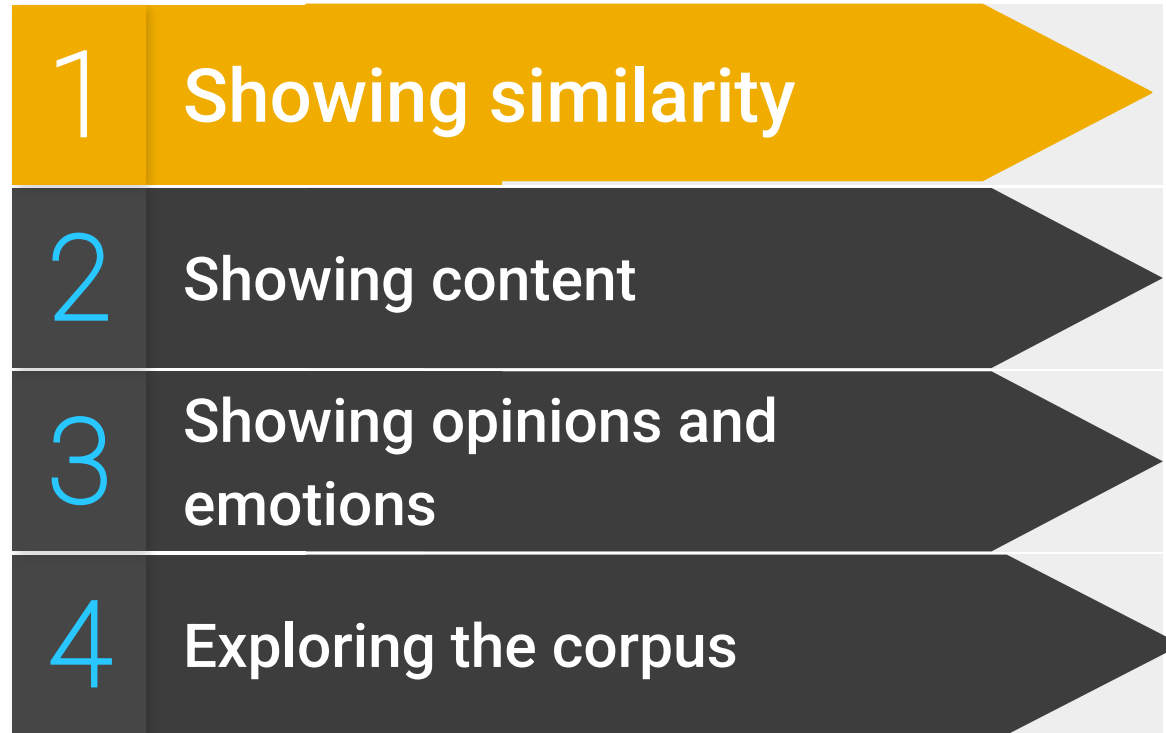 1
Showing similarity
2
Showing content
3
Showing opinions and
emotions
4
Exploring the corpus